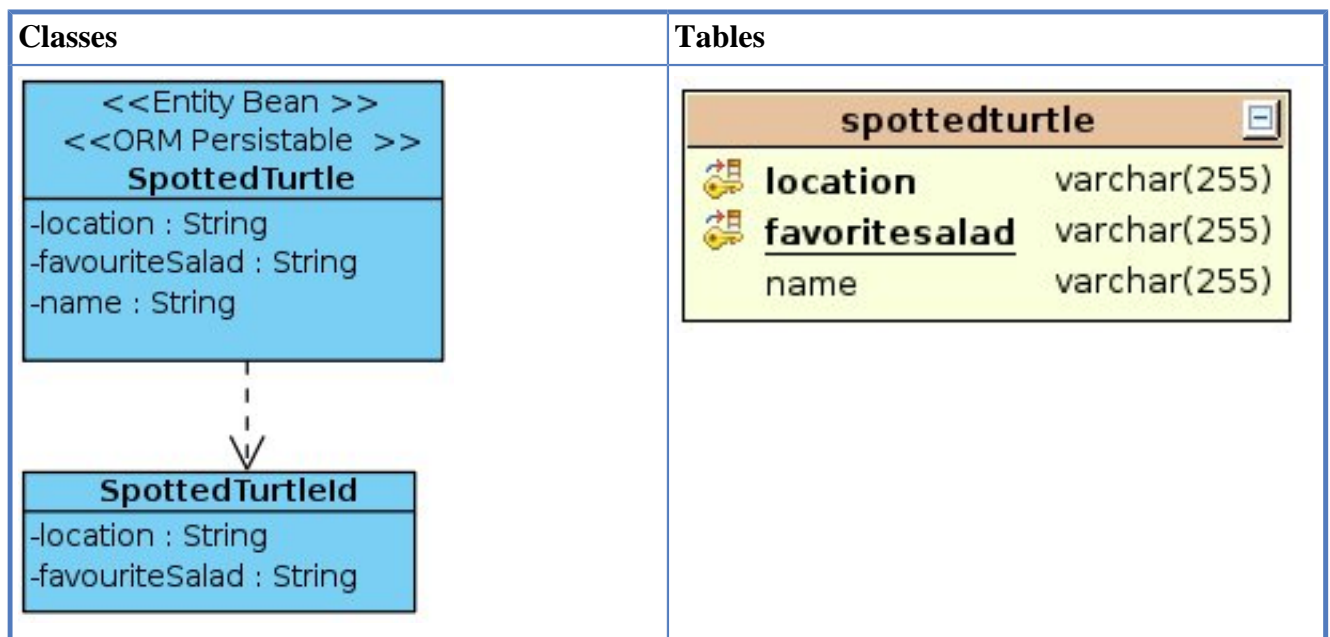 Classes
Tables
<<Entity Bean >>
<<ORM Persistable >>
SpottedTurtle
-location : String
-favouriteSalad : String
-name : String
SpottedTurtleId
-location : String
-favouriteSalad : String
spottedturtle
location varchar(255)
favoritesalad varchar(255)
name varchar(255)